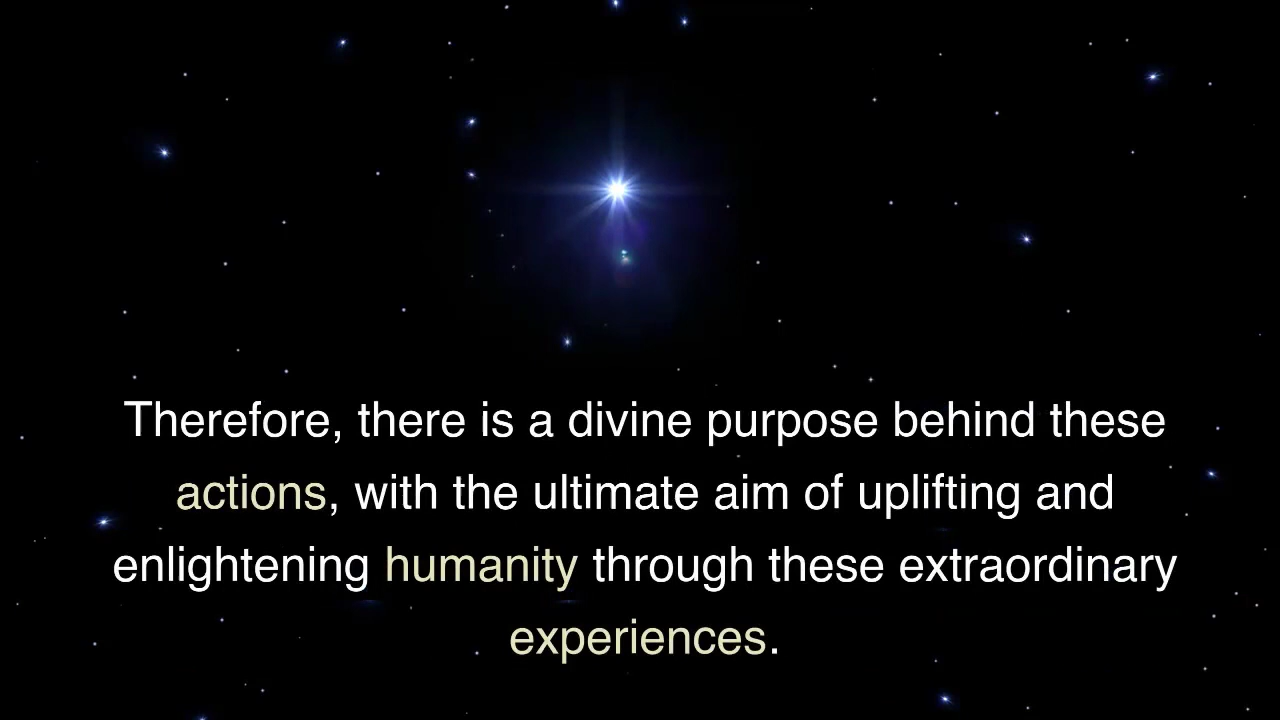 Therefore, there is a divine purpose behind these
actions, with the ultimate aim of uplifting and
enlightening humanity through these extraordinary
experiences.